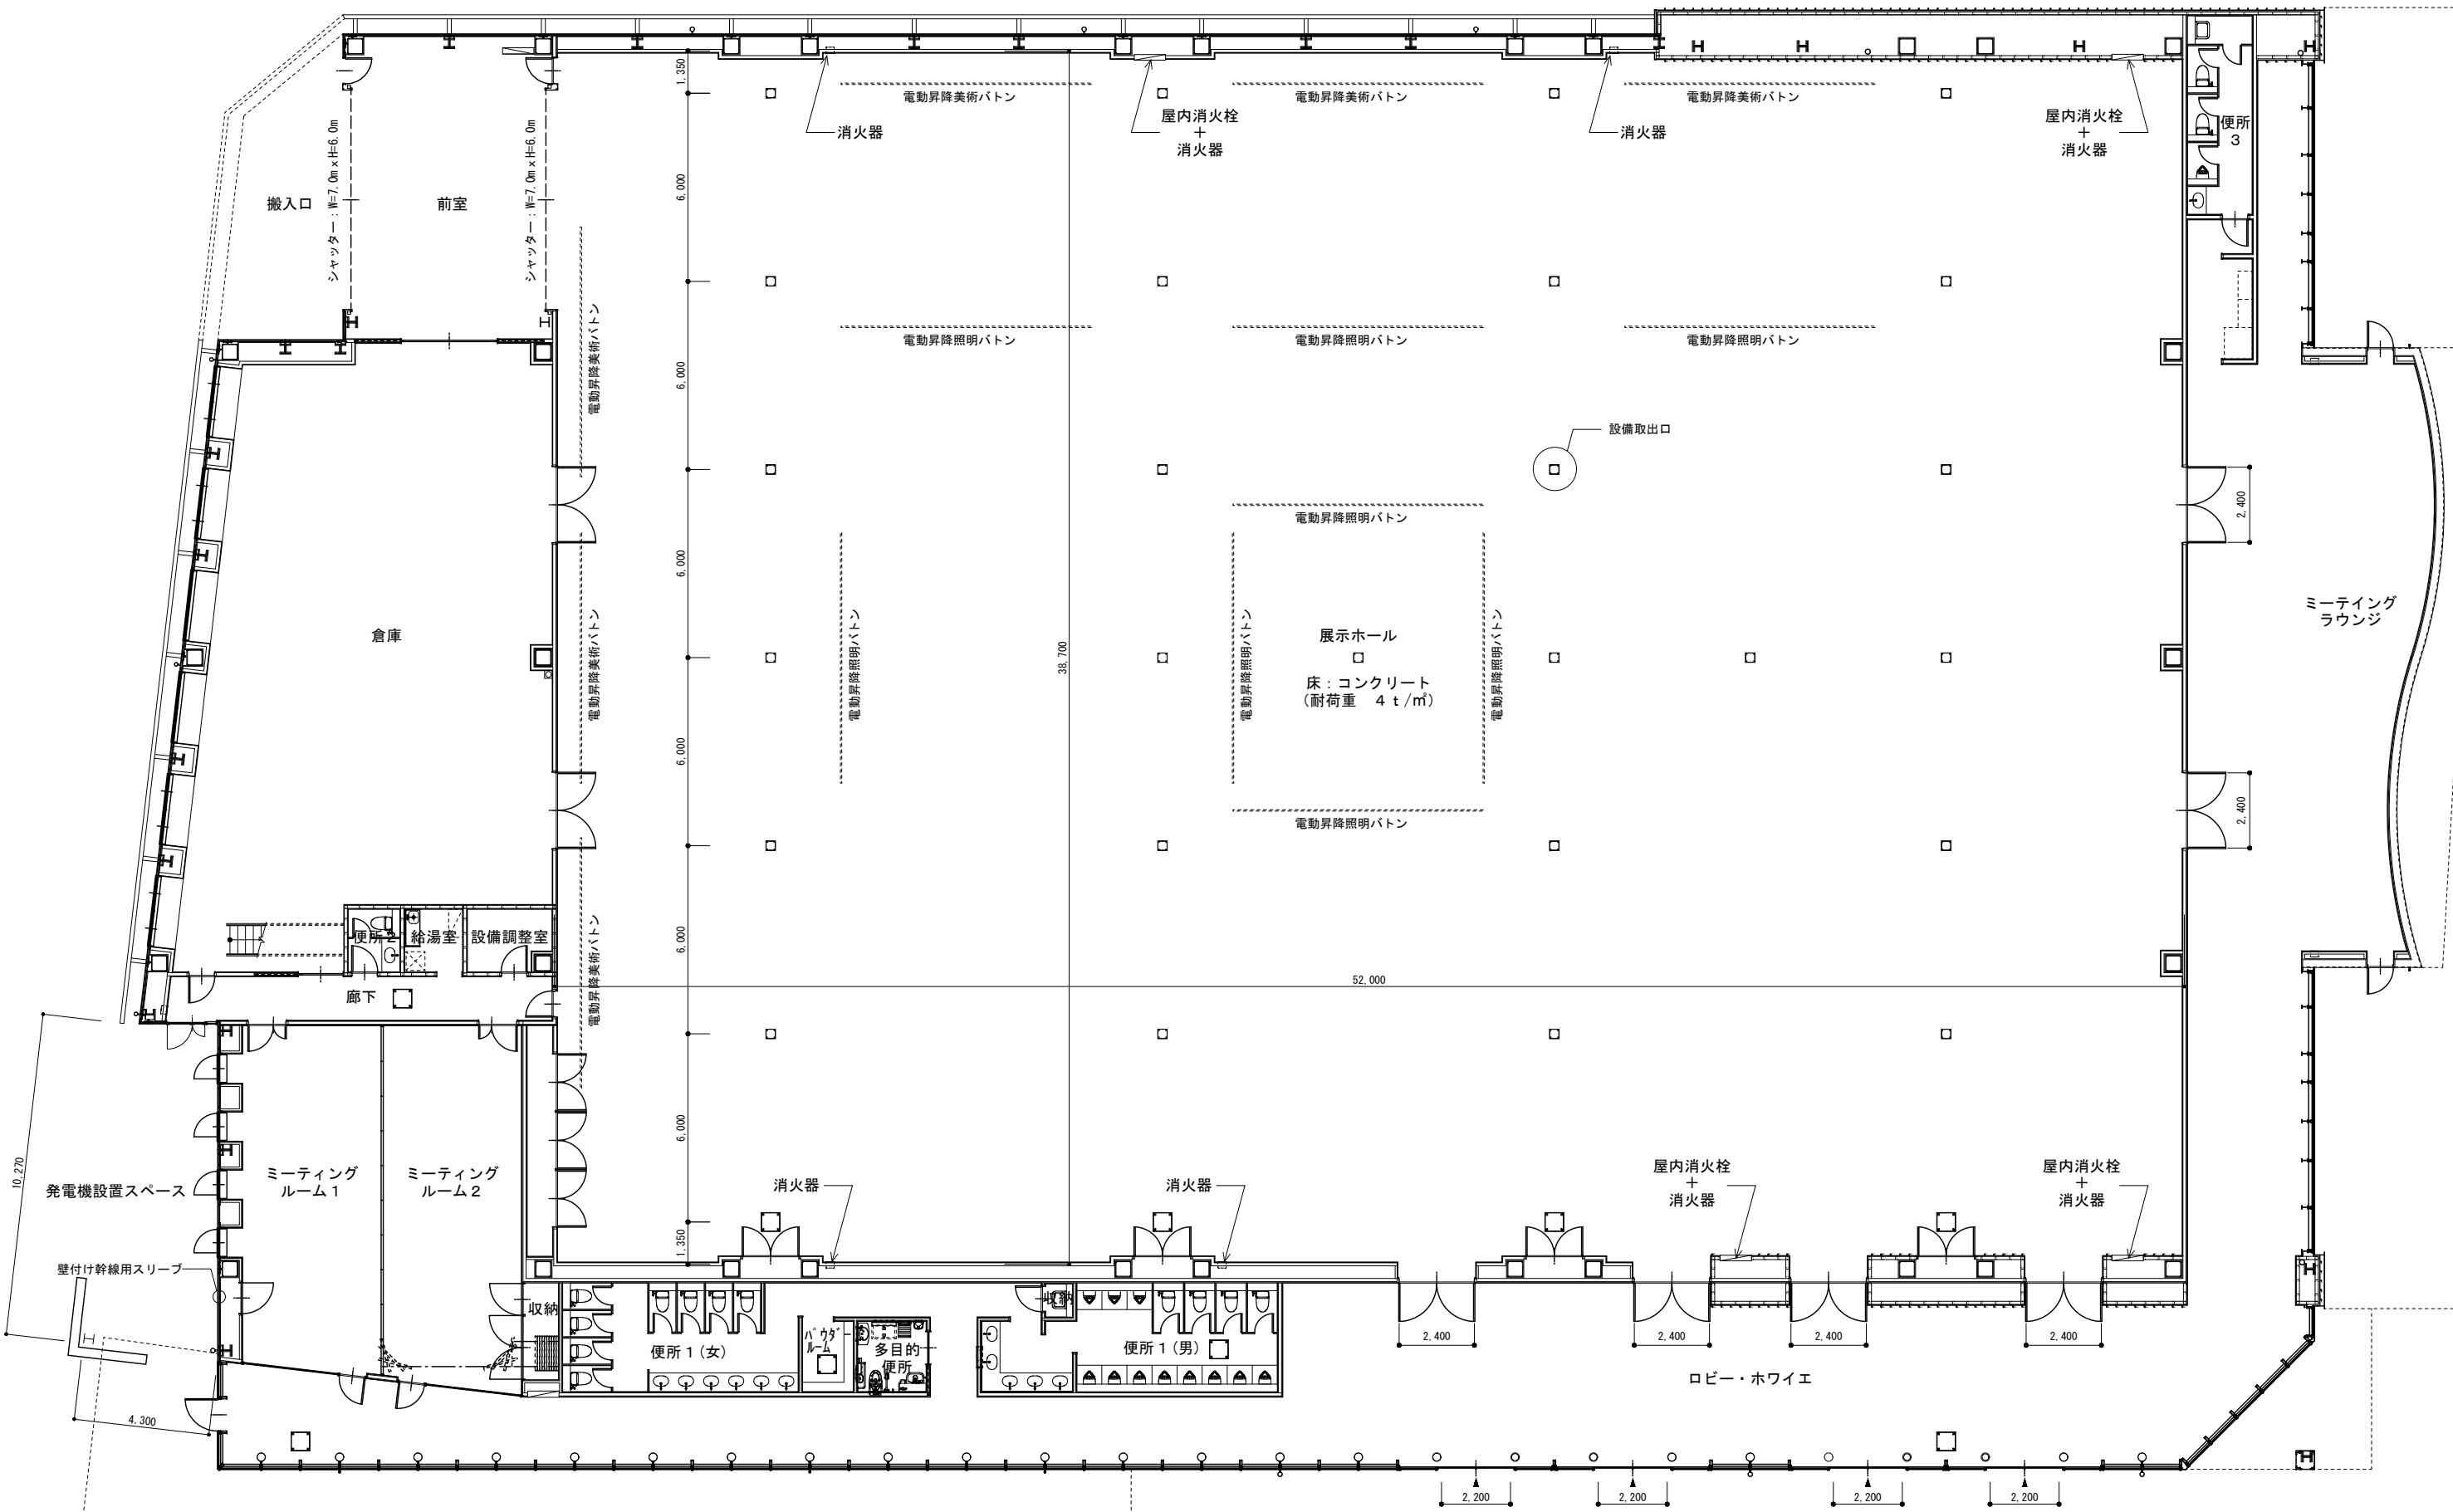 電動昇降美術バトン
電動昇降美術バトン
電動昇降美術バトン
1,350
消火器
屋内消火栓
+
消火器
消火器
屋内消火栓
+
消火器
便所
3
シャッター：W=7.0m x H=6.0m
シャッター：W=7.0m x H=6.0m
搬入口
前室
6,000
電動昇降照明バトン
電動昇降照明バトン
電動昇降照明バトン
電動昇降美術バトン
6,000
設備取出口
2,400
電動昇降照明バトン
6,000
ミーテイング
ラウンジ
倉庫
電動昇降美術バトン
電動昇降照明バトン
38,700
電動昇降照明バトン
展示ホール
床：コンクリート
（耐荷重 4 t/㎡）
電動昇降照明バトン
6,000
2,400
電動昇降照明バトン
便所2
給湯室
設備調整室
6,000
電動昇降美術バトン
52,000
廊下
6,000
10,270
発電機設置スペース
ミーティング
ルーム1
ミーティング
ルーム2
消火器
消火器
屋内消火栓
+
消火器
屋内消火栓
+
消火器
1,350
壁付け幹線用スリーブ
収納
便所1(女)
パウダー
ルーム
多目的
便所
収納
便所1(男)
2,400
2,400
2,400
2,400
ロビー・ホワイエ
4,300
2,200
2,200
2,200
2,200